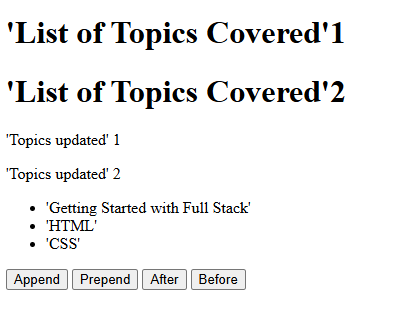 'List of Topics Covered'1
'List of Topics Covered'2
'Topics updated' 1
'Topics updated' 2
'Getting Started with Full Stack'
'HTML'
'CSS'
Append Prepend After Before